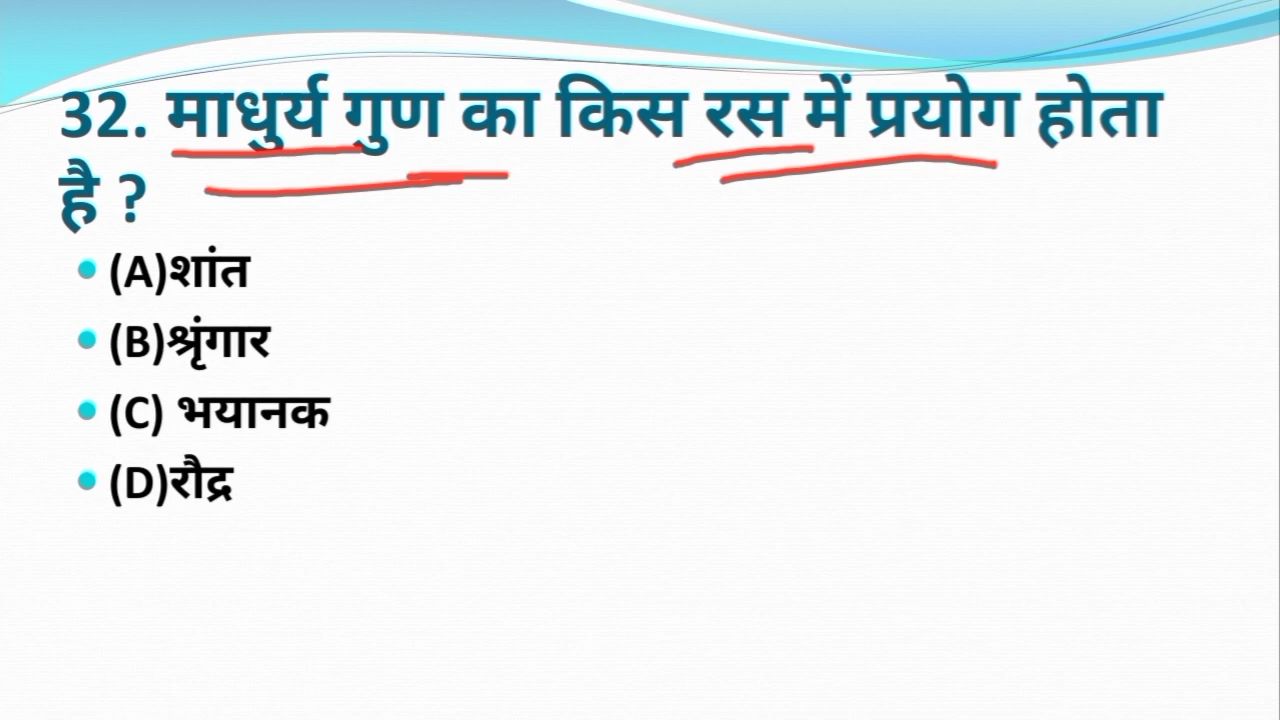 32. माधुर्य गुण का किस रस में प्रयोग होता
है ?
(A)शांत
(B)श्रृंगार
(C) भयानक
(D)रौद्र